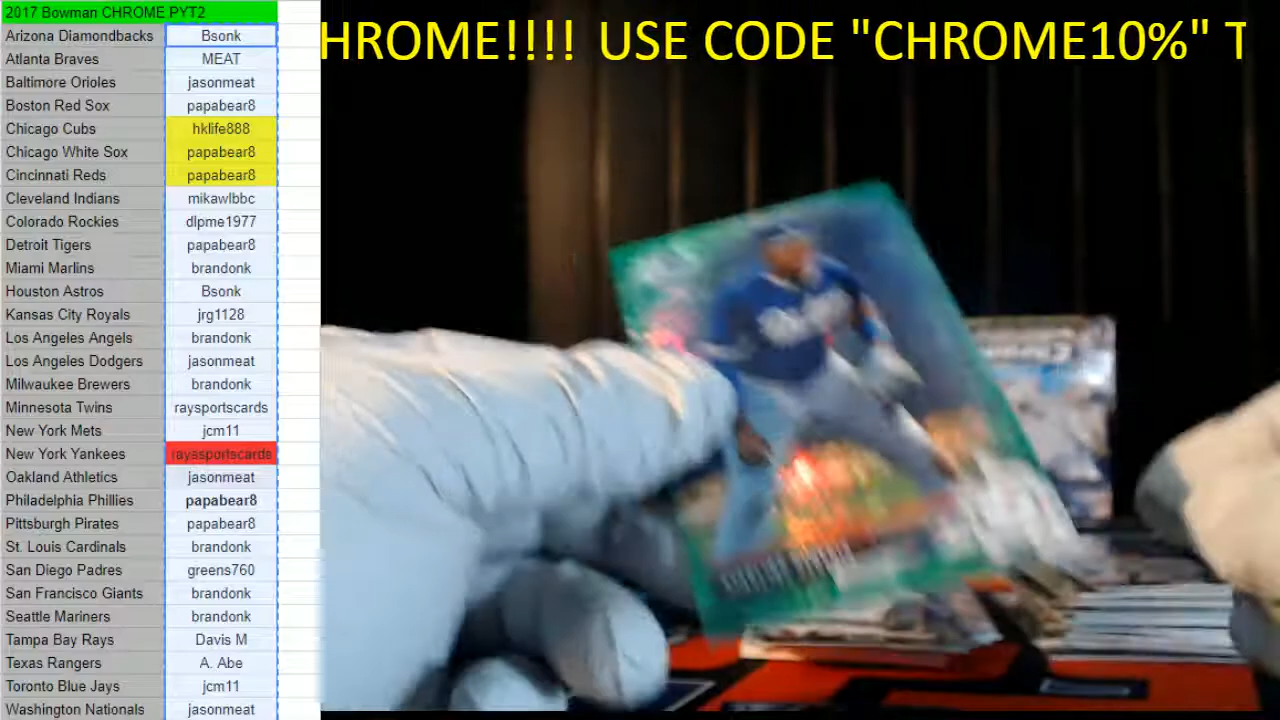 2017 Bowman CHROME PYT2
HROME!!!! USE CODE "CHROME10%" T
Arizona Diamondbacks Bsonk
Atlanta Braves MEAT
Baltimore Orioles jasonmeat
Boston Red Sox papabear8
Chicago Cubs hklife888
Chicago White Sox papabear8
Cincinnati Reds papabear8
Cleveland Indians mikawlbbc
Colorado Rockies dlpme1977
Detroit Tigers papabear8
Miami Marlins brandonk
Houston Astros Bsonk
Kansas City Royals jrg1128
Los Angeles Angels brandonk
Los Angeles Dodgers jasonmeat
Milwaukee Brewers brandonk
Minnesota Twins raysportscards
New York Mets jcm11
New York Yankees rayasportscards
Oakland Athletics jasonmeat
Philadelphia Phillies papabear8
Pittsburgh Pirates papabear8
St. Louis Cardinals brandonk
San Diego Padres greens760
San Francisco Giants brandonk
Seattle Mariners brandonk
Tampa Bay Rays Davis M
Texas Rangers A. Abe
Toronto Blue Jays jcm11
Washington Nationals jasonmeat